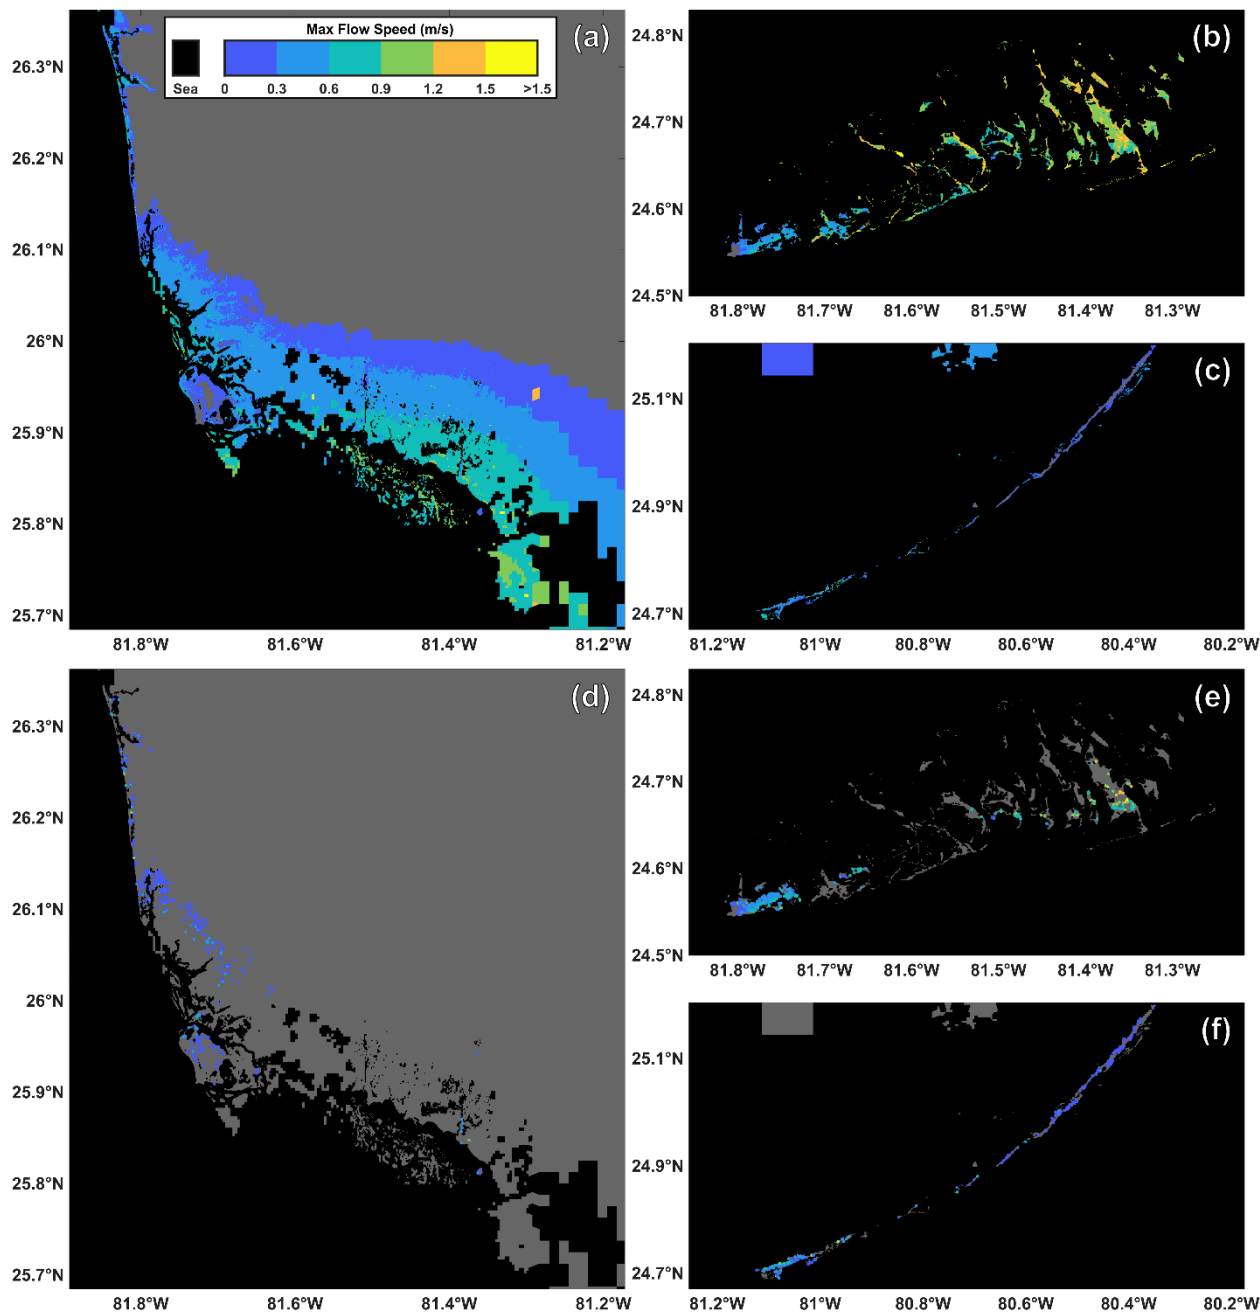 Max Flow Speed (m/s)
Sea 0 0.3 0.6 0.9 1.2 1.5 >1.5
(a)
26.3°N
26.2°N
26.1°N
26°N
25.9°N
25.8°N
25.7°N
81.8°W 81.6°W 81.4°W 81.2°W
(b)
24.8°N
24.7°N
24.6°N
24.5°N
81.8°W 81.7°W 81.6°W 81.5°W 81.4°W 81.3°W
(c)
25.1°N
24.9°N
24.7°N
81.2°W 81°W 80.8°W 80.6°W 80.4°W 80.2°W
(d)
26.3°N
26.2°N
26.1°N
26°N
25.9°N
25.8°N
25.7°N
81.8°W 81.6°W 81.4°W 81.2°W
(e)
24.8°N
24.7°N
24.6°N
24.5°N
81.8°W 81.7°W 81.6°W 81.5°W 81.4°W 81.3°W
(f)
25.1°N
24.9°N
24.7°N
81.2°W 81°W 80.8°W 80.6°W 80.4°W 80.2°W